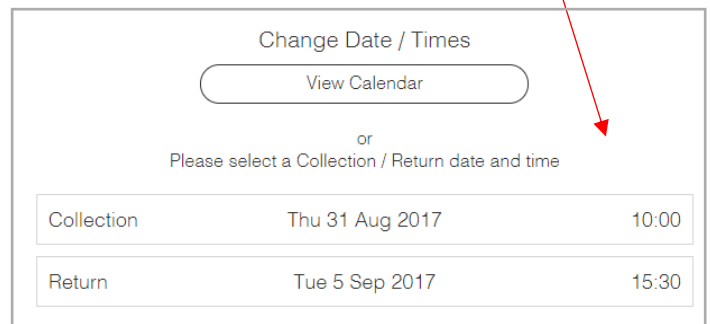 Change Date / Times
View Calendar
or
Please select a Collection / Return date and time
Collection Thu 31 Aug 2017 10:00
Return Tue 5 Sep 2017 15:30